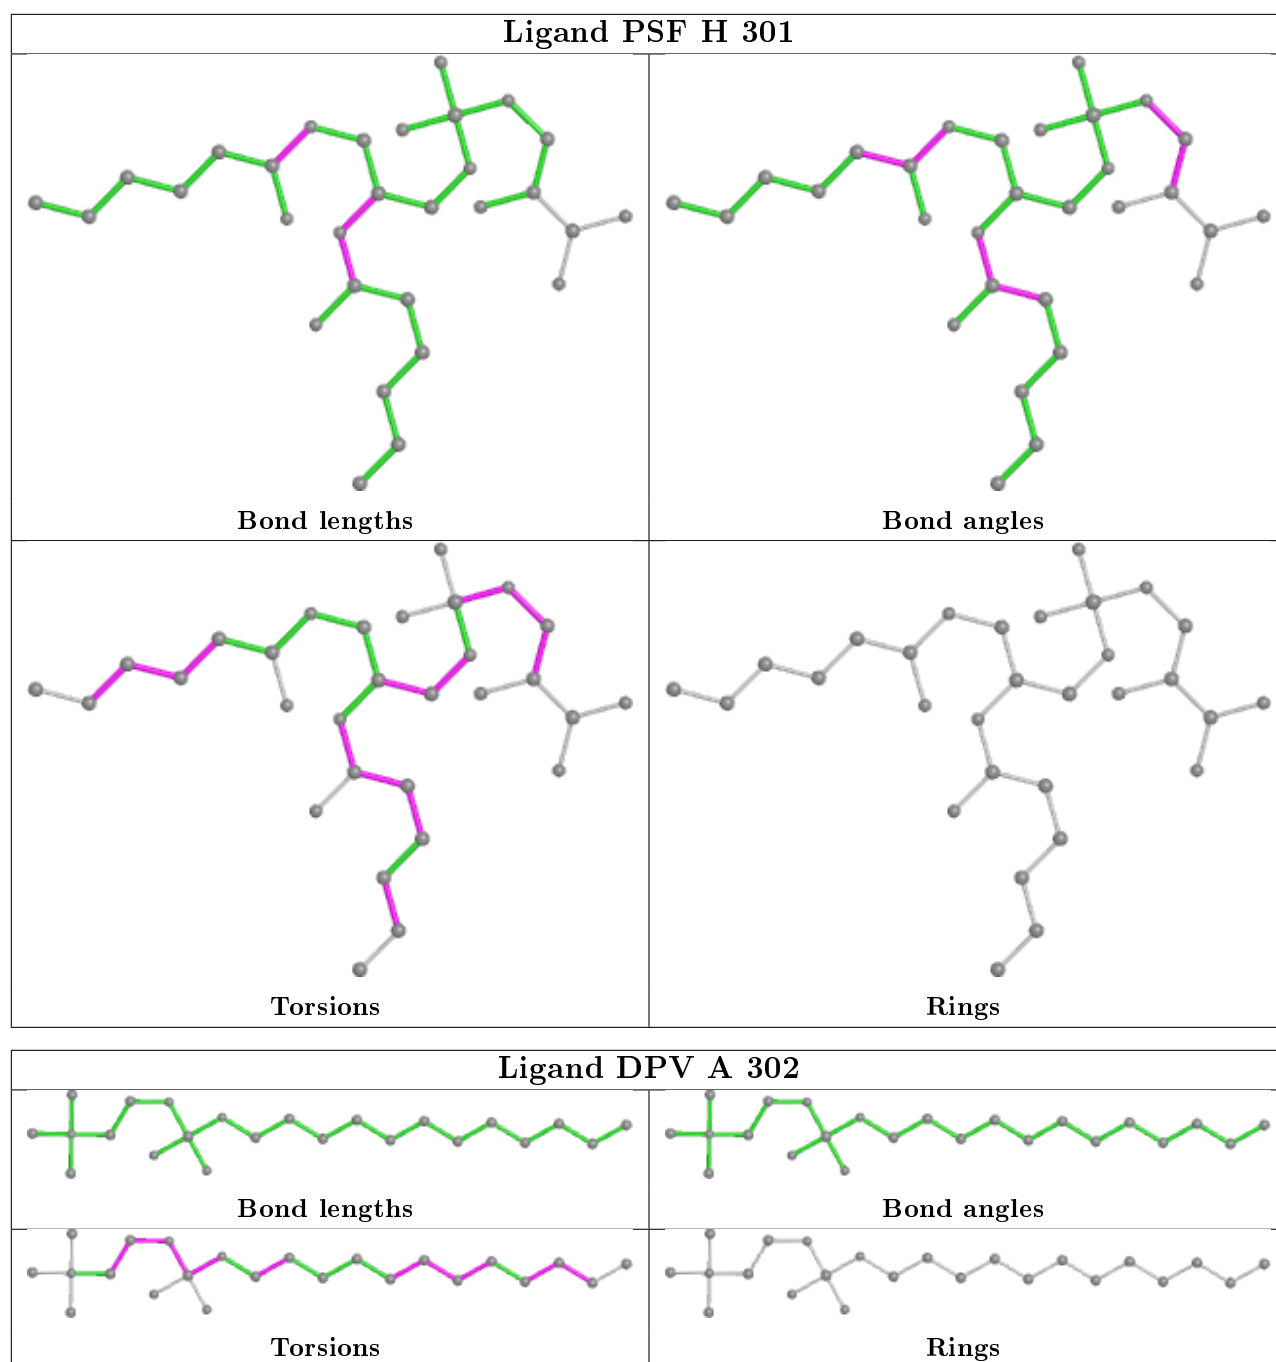 Ligand PSF H 301
Bond lengths
Bond angles
Torsions
Rings
Ligand DPV A 302
Bond lengths
Bond angles
Torsions
Rings